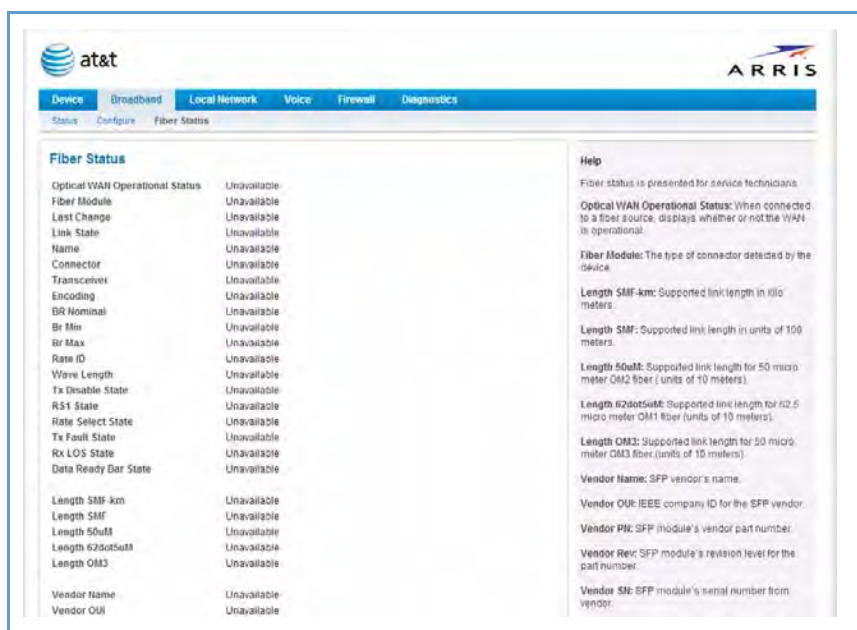 at&t
ARRIS
Device Broadband Local Network Voice Firewall Diagnostics
Status Configure Fiber Status
Fiber Status
Optical WAN Operational Status Unavailable
Fiber Module Unavailable
Last Change Unavailable
Link State Unavailable
Name Unavailable
Connector Unavailable
Transceiver Unavailable
Encoding Unavailable
BR Nominal Unavailable
Br Min Unavailable
Br Max Unavailable
Rate ID Unavailable
Wave Length Unavailable
Tx Disable State Unavailable
RS1 State Unavailable
Rate Select State Unavailable
Tx Fault State Unavailable
Rx LOS State Unavailable
Data Ready Bar State Unavailable
Length SMF-km Unavailable
Length SMF Unavailable
Length 50uM Unavailable
Length 62dot5uM Unavailable
Length OM3 Unavailable
Vendor Name Unavailable
Vendor OUI Unavailable
Help
Fiber status is presented for service technicians.
Optical WAN Operational Status: When connected
to a fiber source, displays whether or not the WAN
is operational.
Fiber Module: The type of connector detected by the
device.
Length SMF-km: Supported link length in kilo
meters.
Length SMF: Supported link length in units of 100
meters.
Length 50uM: Supported link length for 50 micro
meter OM2 fiber ( units of 10 meters).
Length 62dot5uM: Supported link length for 62.5
micro meter OM1 fiber (units of 10 meters).
Length OM3: Supported link length for 50 micro
meter OM3 fiber (units of 10 meters).
Vendor Name: SFP vendor's name.
Vendor OUI: IEEE company ID for the SFP vendor.
Vendor PN: SFP module's vendor part number.
Vendor Rev: SFP module's revision level for the
part number.
Vendor SN: SFP module's serial number from
vendor.